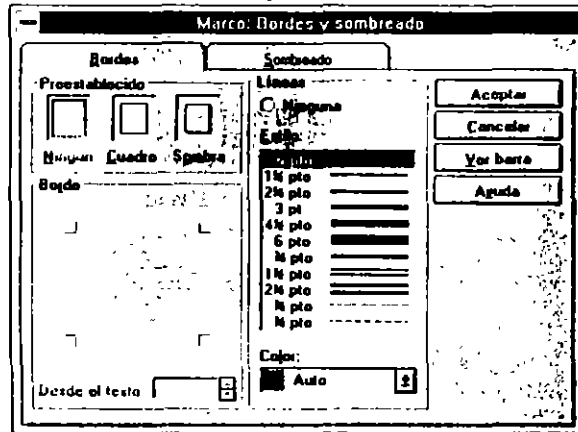 Marco: Bordes y sombreado
Bordes
Sombreado
Preestablecido
Ningun Cuadro Sombra
Borde
Desde el texto
Líneas
Ninguna
Estilo:
1½ pto
2¼ pto
3 pt
4½ pto
6 pto
¾ pto
1½ pto
2¼ pto
¾ pto
¾ pto
Color:
Auto
Aceptar
Cancelar
Ver barra
Ayuda